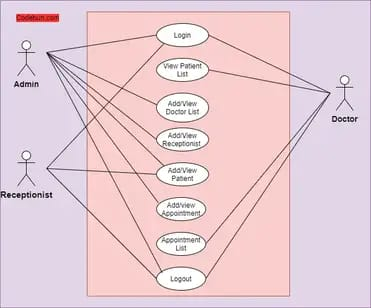 Codebun.com
Login
Admin
View Patient
List
Add/View
Doctor List
Doctor
Add/View
Receptionist
Add/View
Patient
Receptionist
Add/view
Appointment
Appointment
List
Logout